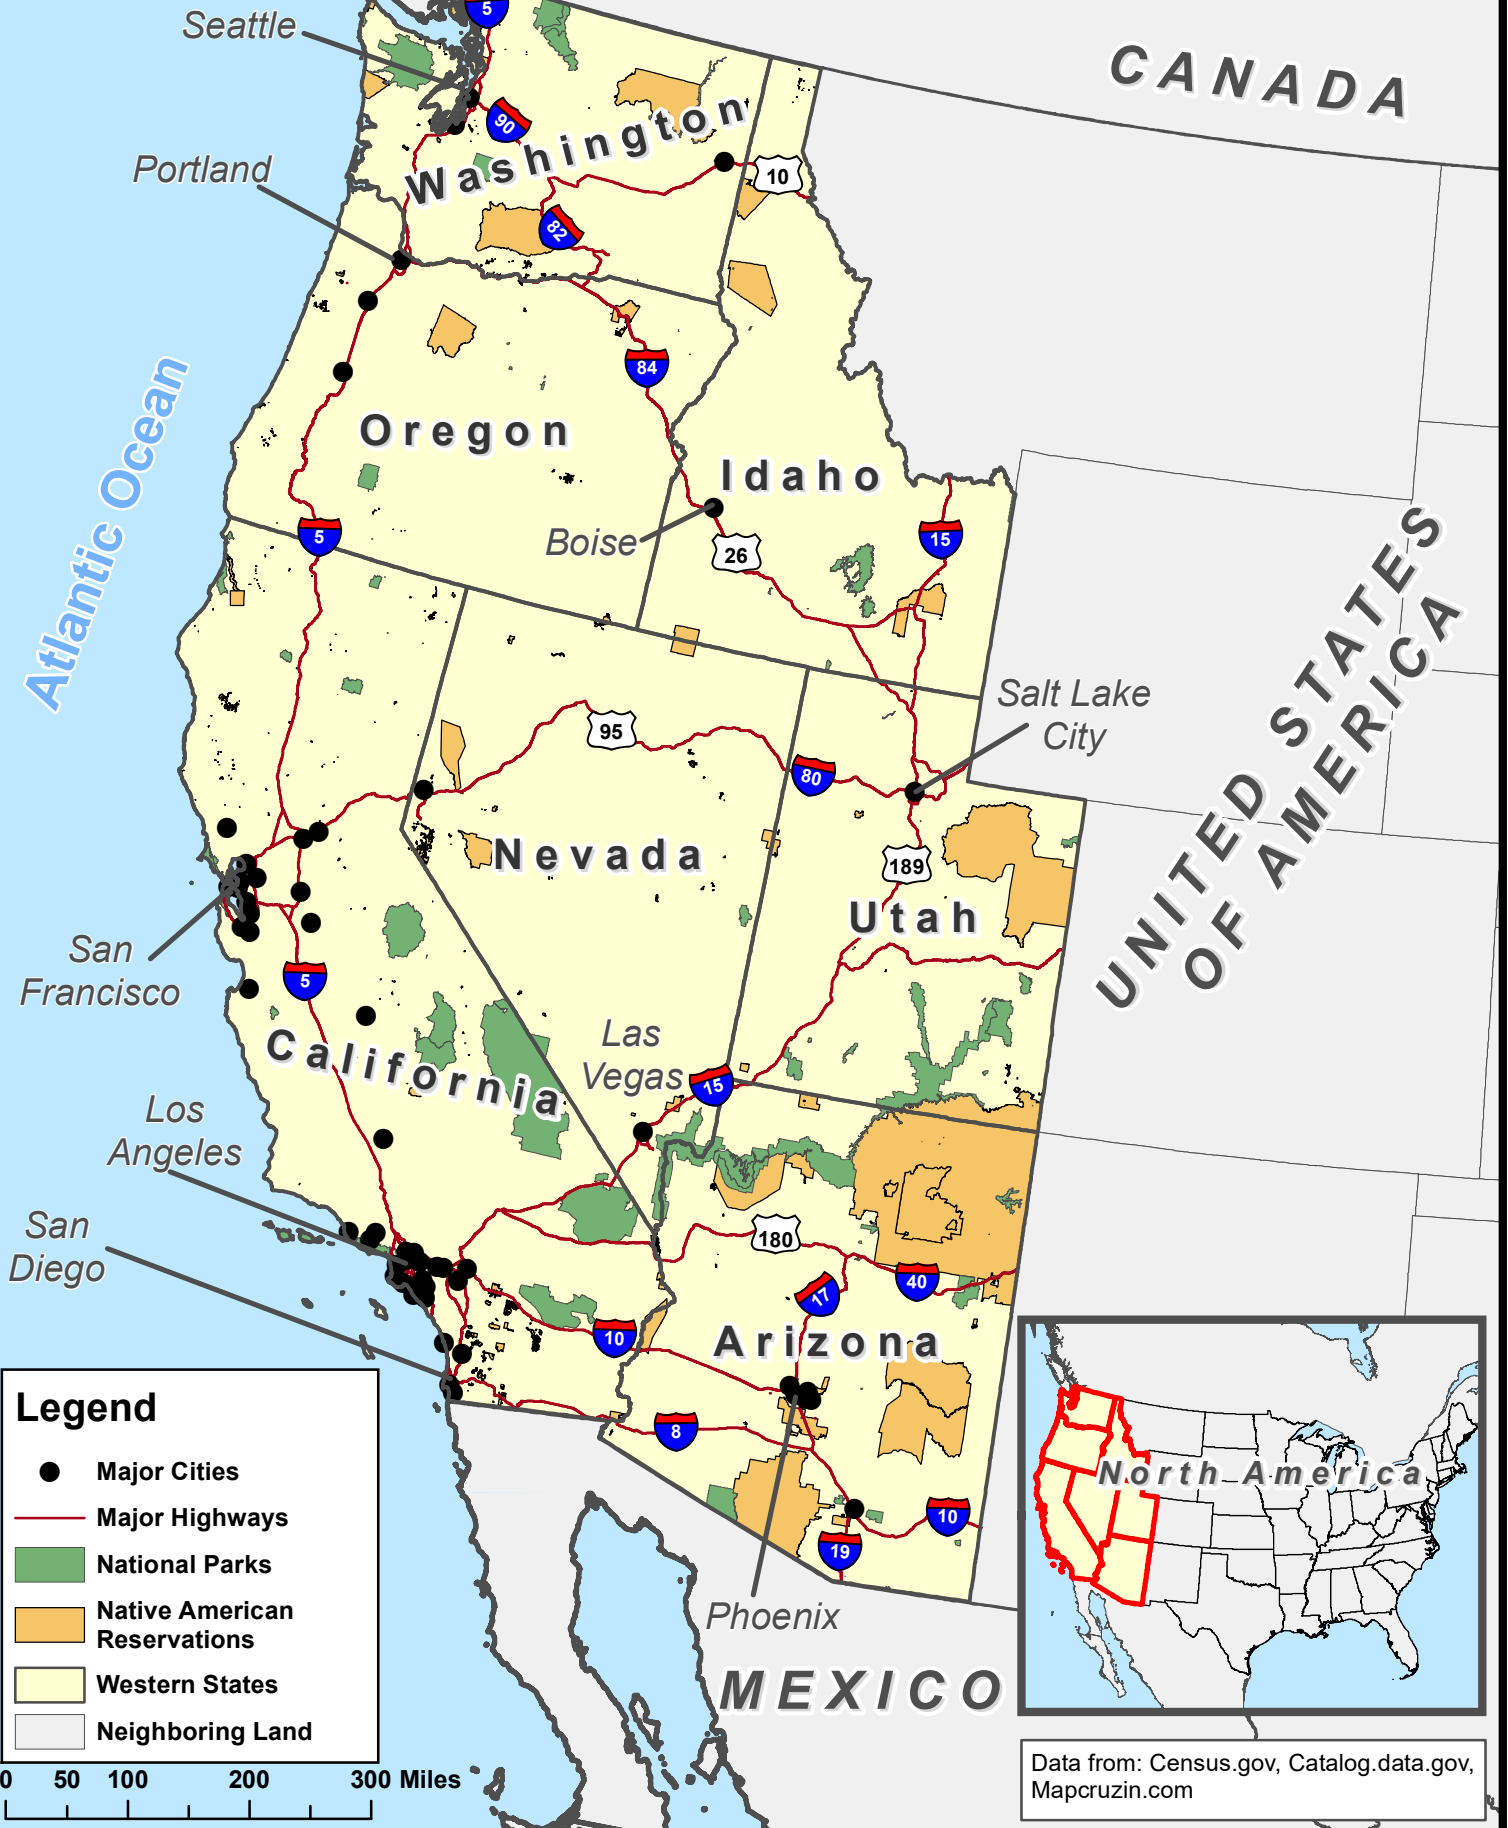 Seattle
5
CANADA
90
Washington
Portland
10
82
84
Oregon
Idaho
Atlantic Ocean
5
Boise
26
15
UNITED STATES
OF AMERICA
Salt Lake
City
95
80
Nevada
189
Utah
San
Francisco
5
California
Las
Vegas
15
Los
Angeles
San
Diego
180
40
17
10
Arizona
8
10
19
Phoenix
MEXICO
Legend
Major Cities
Major Highways
National Parks
Native American
Reservations
Western States
Neighboring Land
0 50 100 200 300 Miles
North America
Data from: Census.gov, Catalog.data.gov,
Mapcruzin.com